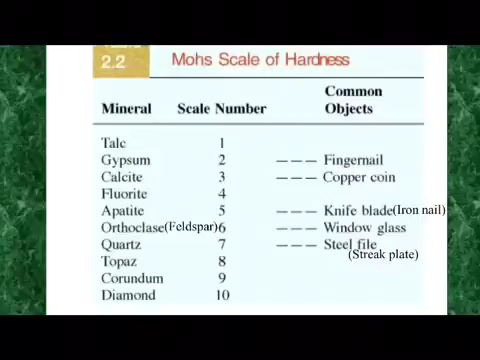 2.2 Mohs Scale of Hardness
Mineral Scale Number Common Objects
Talc 1
Gypsum 2 ——— Fingernail
Calcite 3 ——— Copper coin
Fluorite 4
Apatite 5 ——— Knife blade(Iron nail)
Orthoclase(Feldspar) 6 ——— Window glass
Quartz 7 ——— Steel file
(Streak plate)
Topaz 8
Corundum 9
Diamond 10